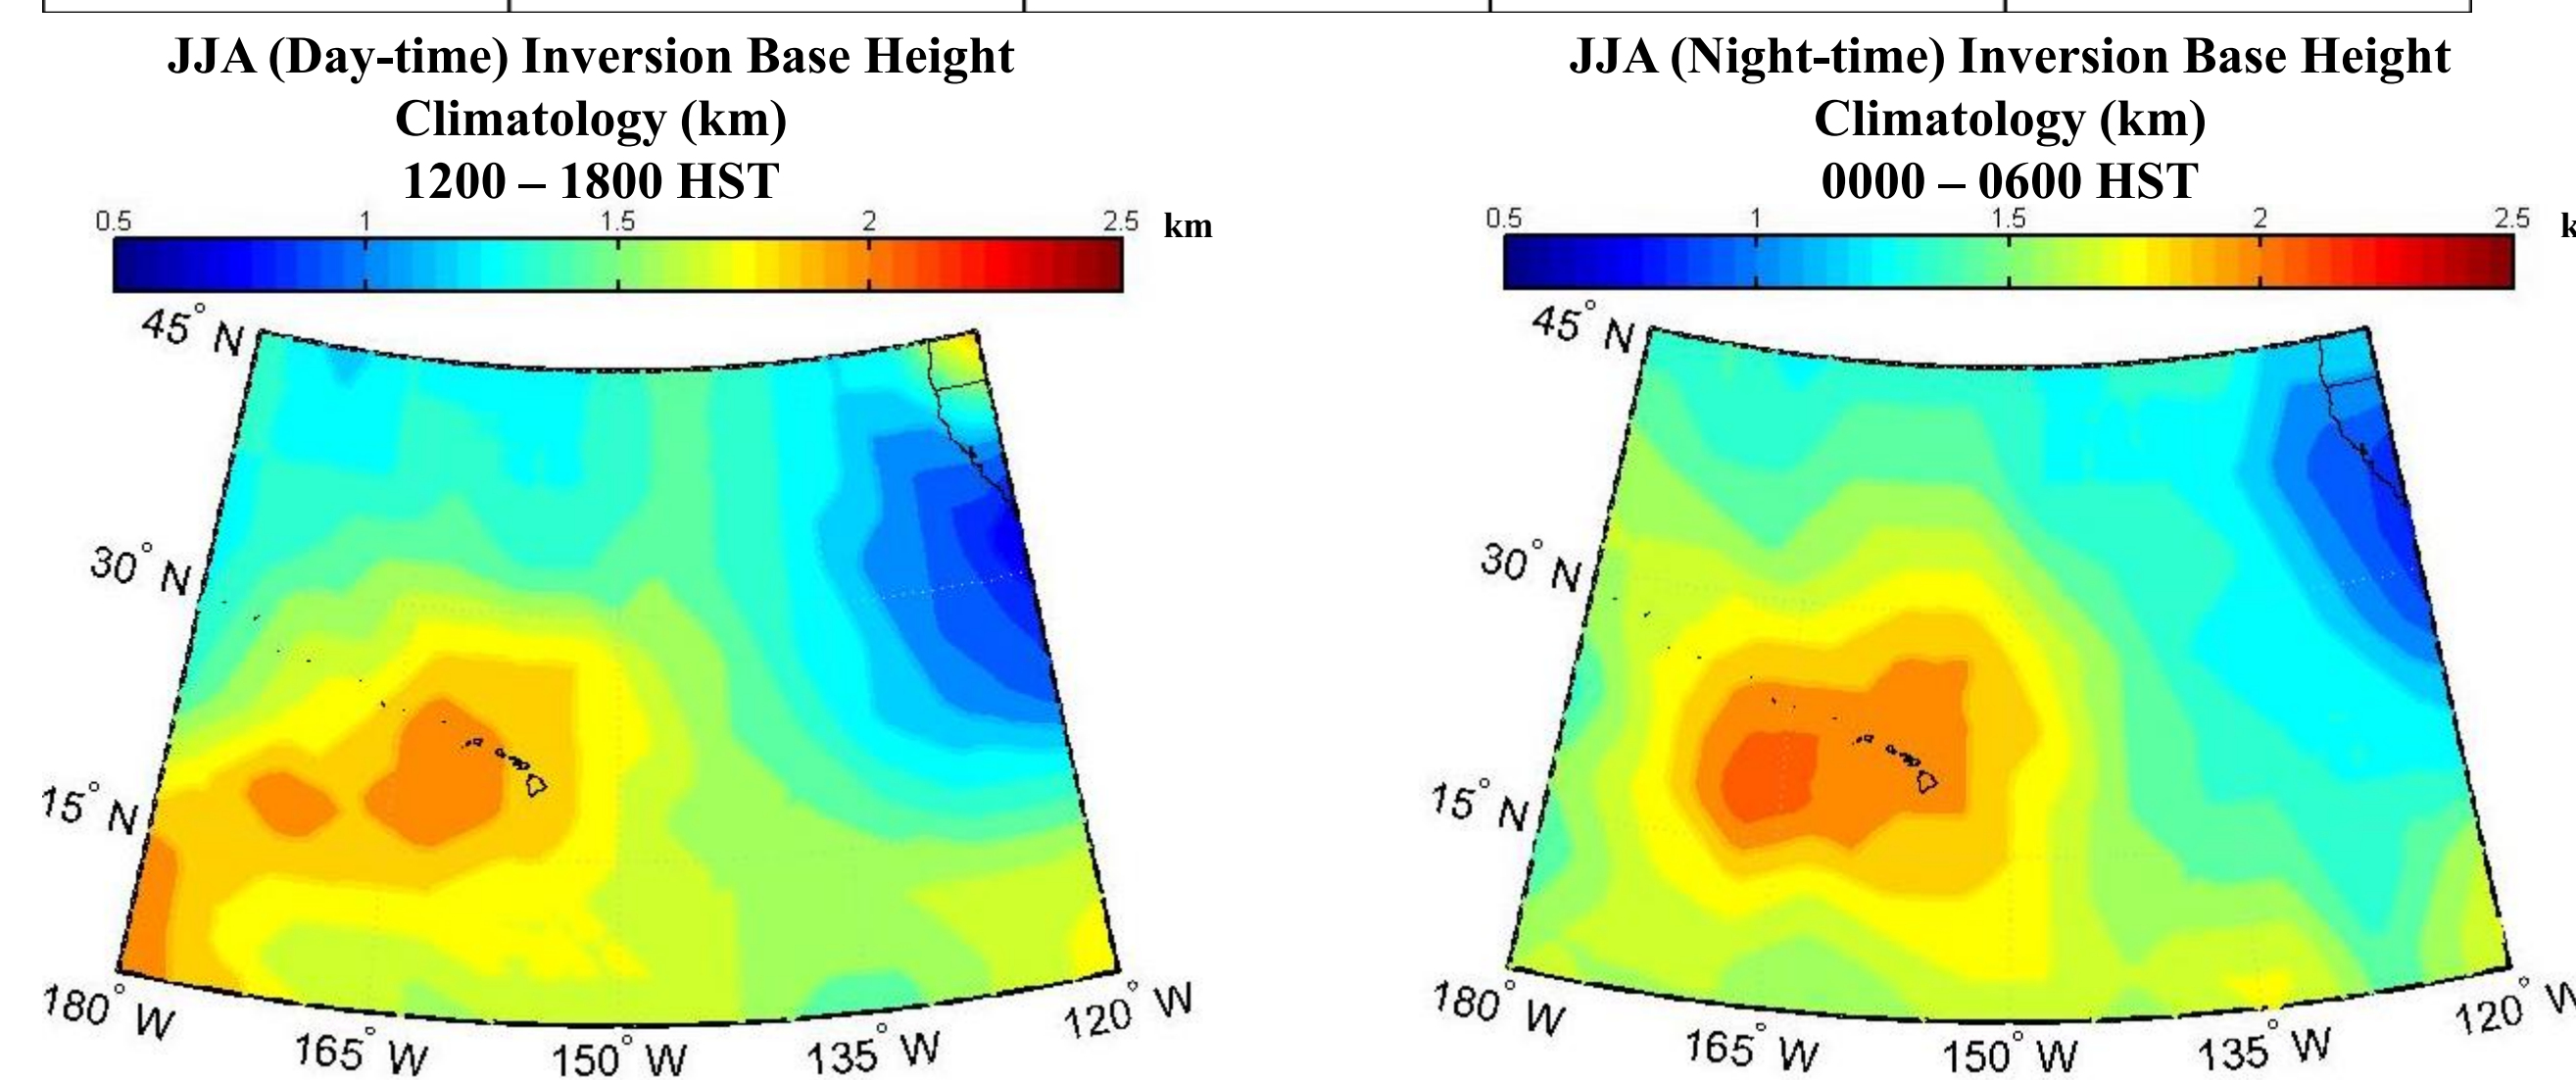 JJA (Day-time) Inversion Base Height
Climatology (km)
1200 – 1800 HST
0.5 1 1.5 2 2.5 km
45° N
30° N
15° N
180° W
165° W
150° W
135° W
120° W
JJA (Night-time) Inversion Base Height
Climatology (km)
0000 – 0600 HST
0.5 1 1.5 2 2.5 k
45° N
30° N
15° N
180° W
165° W
150° W
135° W
120° W